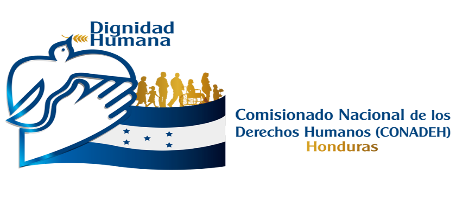 Dignidad
Humana
Comisionado Nacional de los
Derechos Humanos (CONADEH)
Honduras